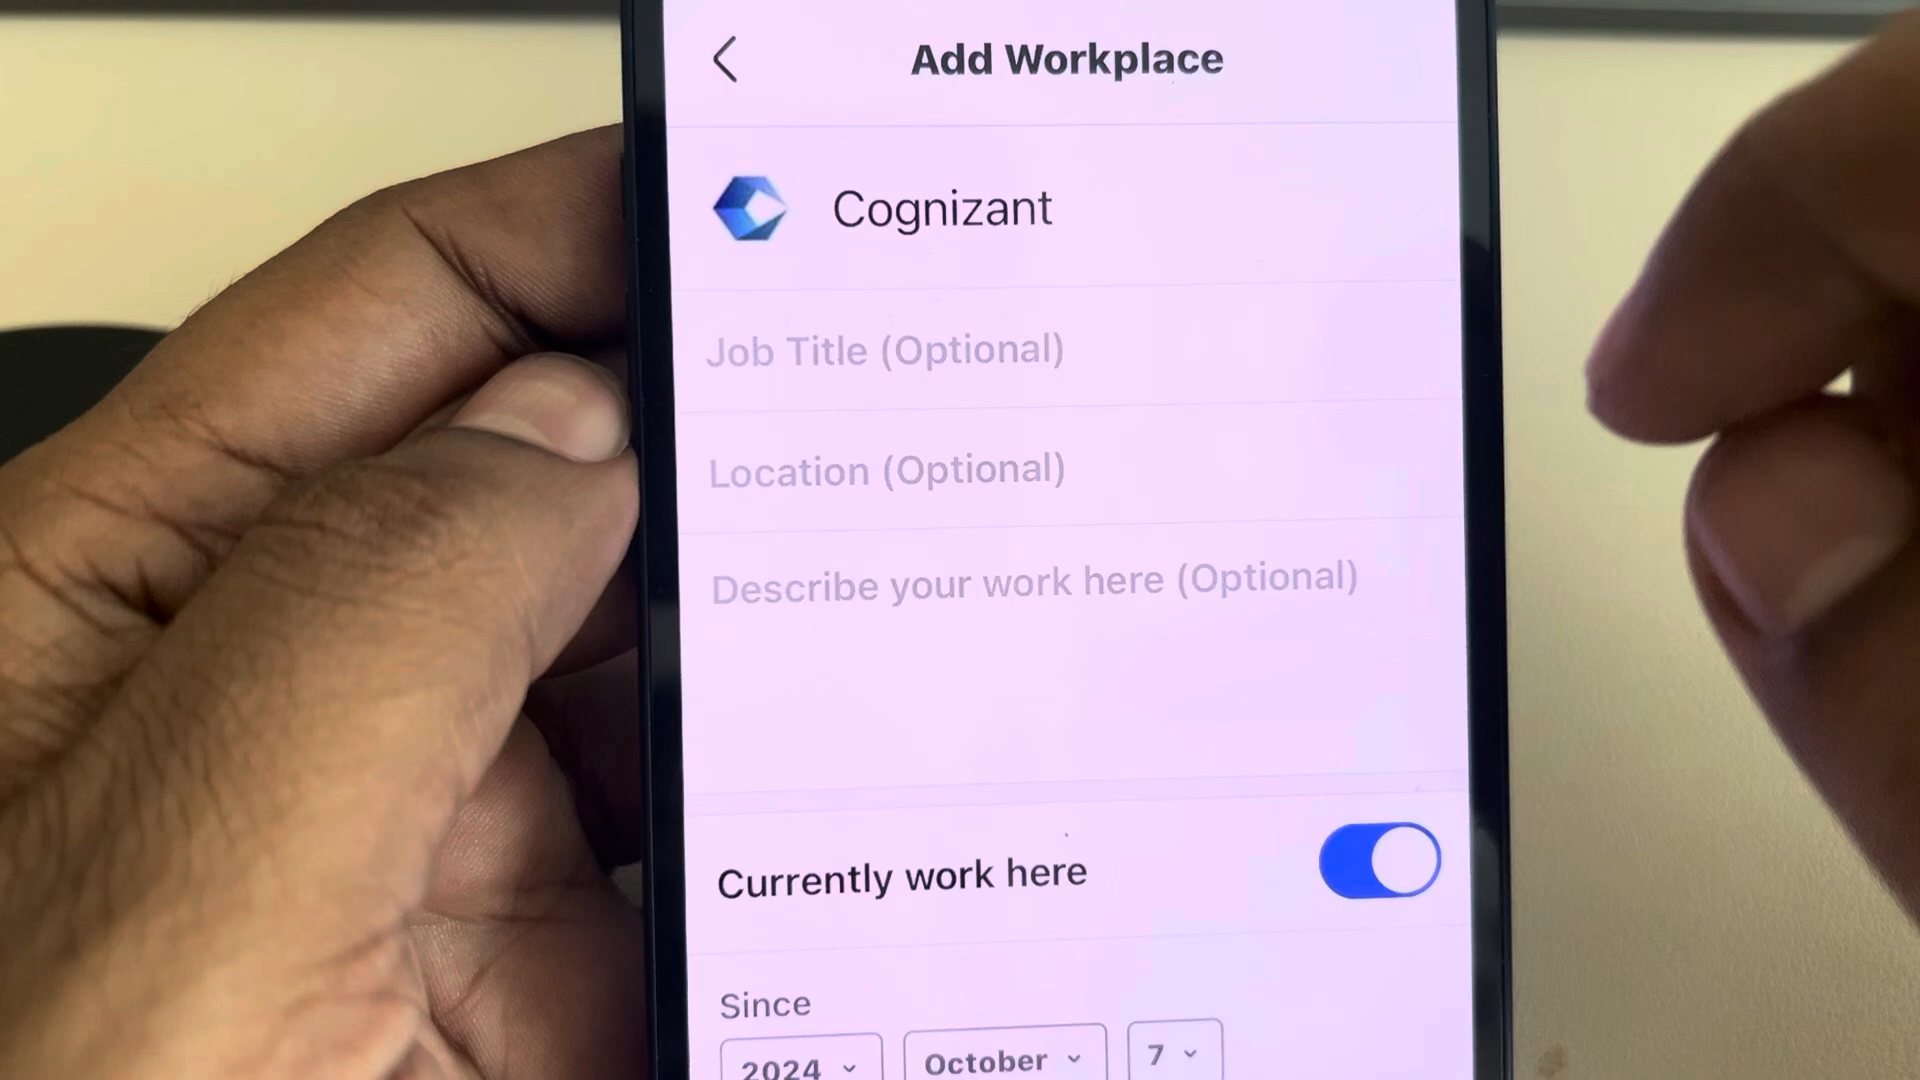 Add Workplace
Cognizant
Job Title (Optional)
Location (Optional)
Describe your work here (Optional)
Currently work here
Since
2024 October 7